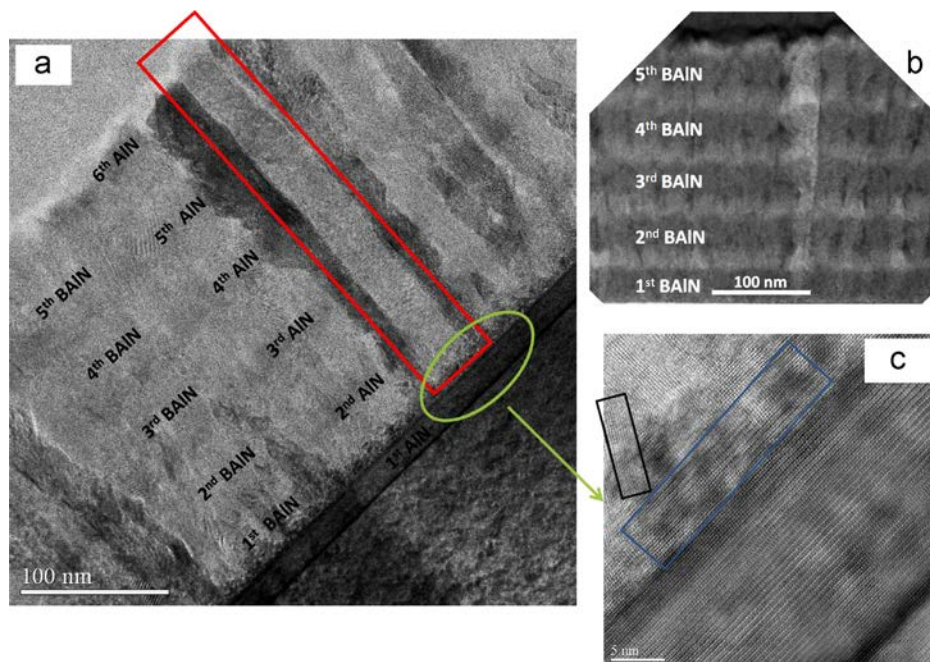 a
6th AlN
5th AlN
4th AlN
3rd AlN
2nd AlN
1st AlN
5th BAlN
4th BAlN
3rd BAlN
2nd BAlN
1st BAlN
100 nm
b
5th BAlN
4th BAlN
3rd BAlN
2nd BAlN
1st BAlN
100 nm
c
5 nm